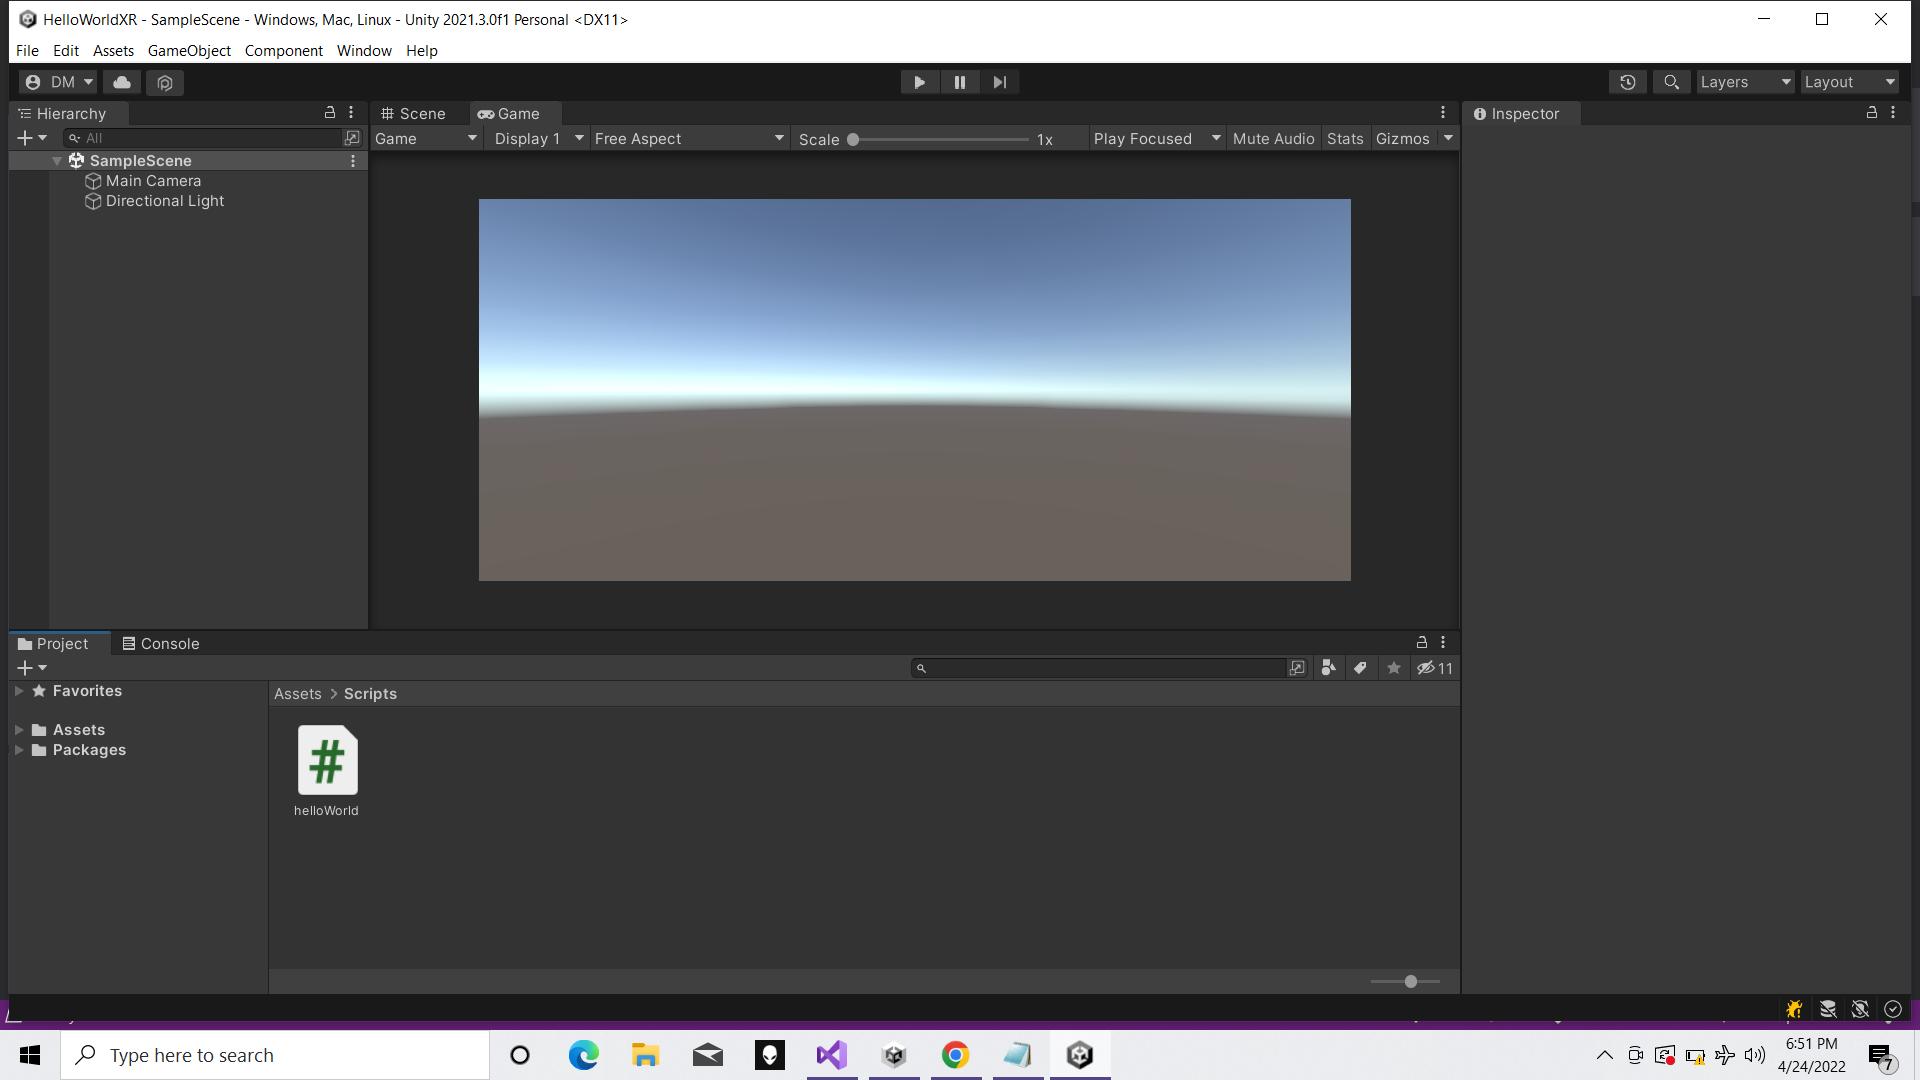 HelloWorldXR - SampleScene - Windows, Mac, Linux - Unity 2021.3.0f1 Personal <DX11>
File Edit Assets GameObject Component Window Help
DM Layers Layout
Hierarchy Scene Game Inspector
All Game Display 1 Free Aspect Scale 1x Play Focused Mute Audio Stats Gizmos
SampleScene
Main Camera
Directional Light
Project Console
11
Favorites
Assets > Scripts
Assets
Packages
#
helloWorld
Type here to search
6:51 PM
4/24/2022
7